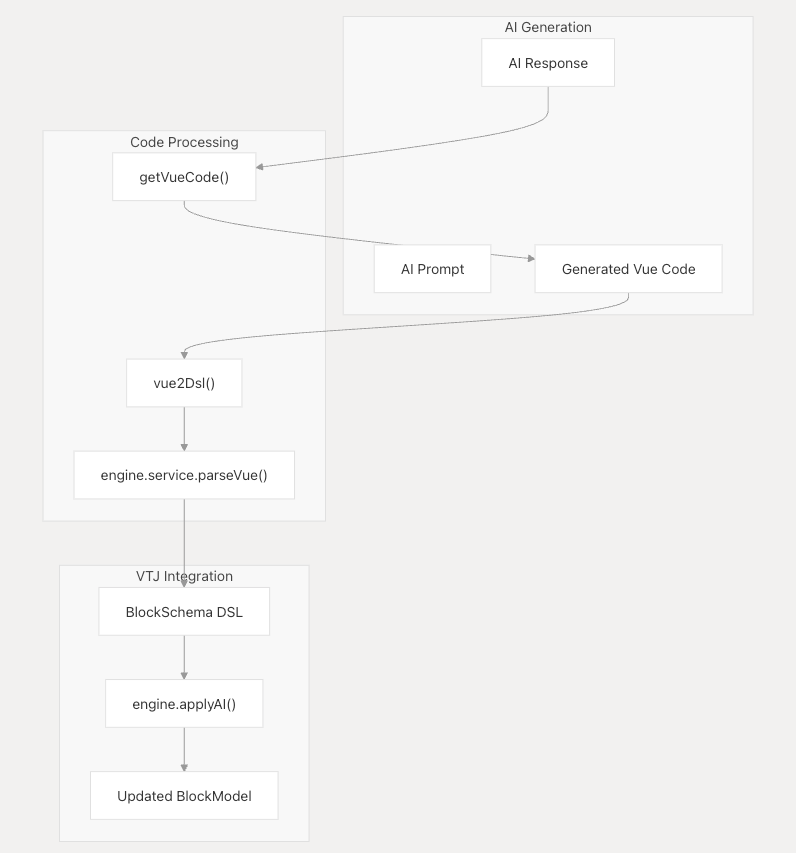 AI Generation
AI Response
Code Processing
getVueCode()
AI Prompt
Generated Vue Code
vue2Dsl()
engine.service.parseVue()
VTJ Integration
BlockSchema DSL
engine.applyAI()
Updated BlockModel